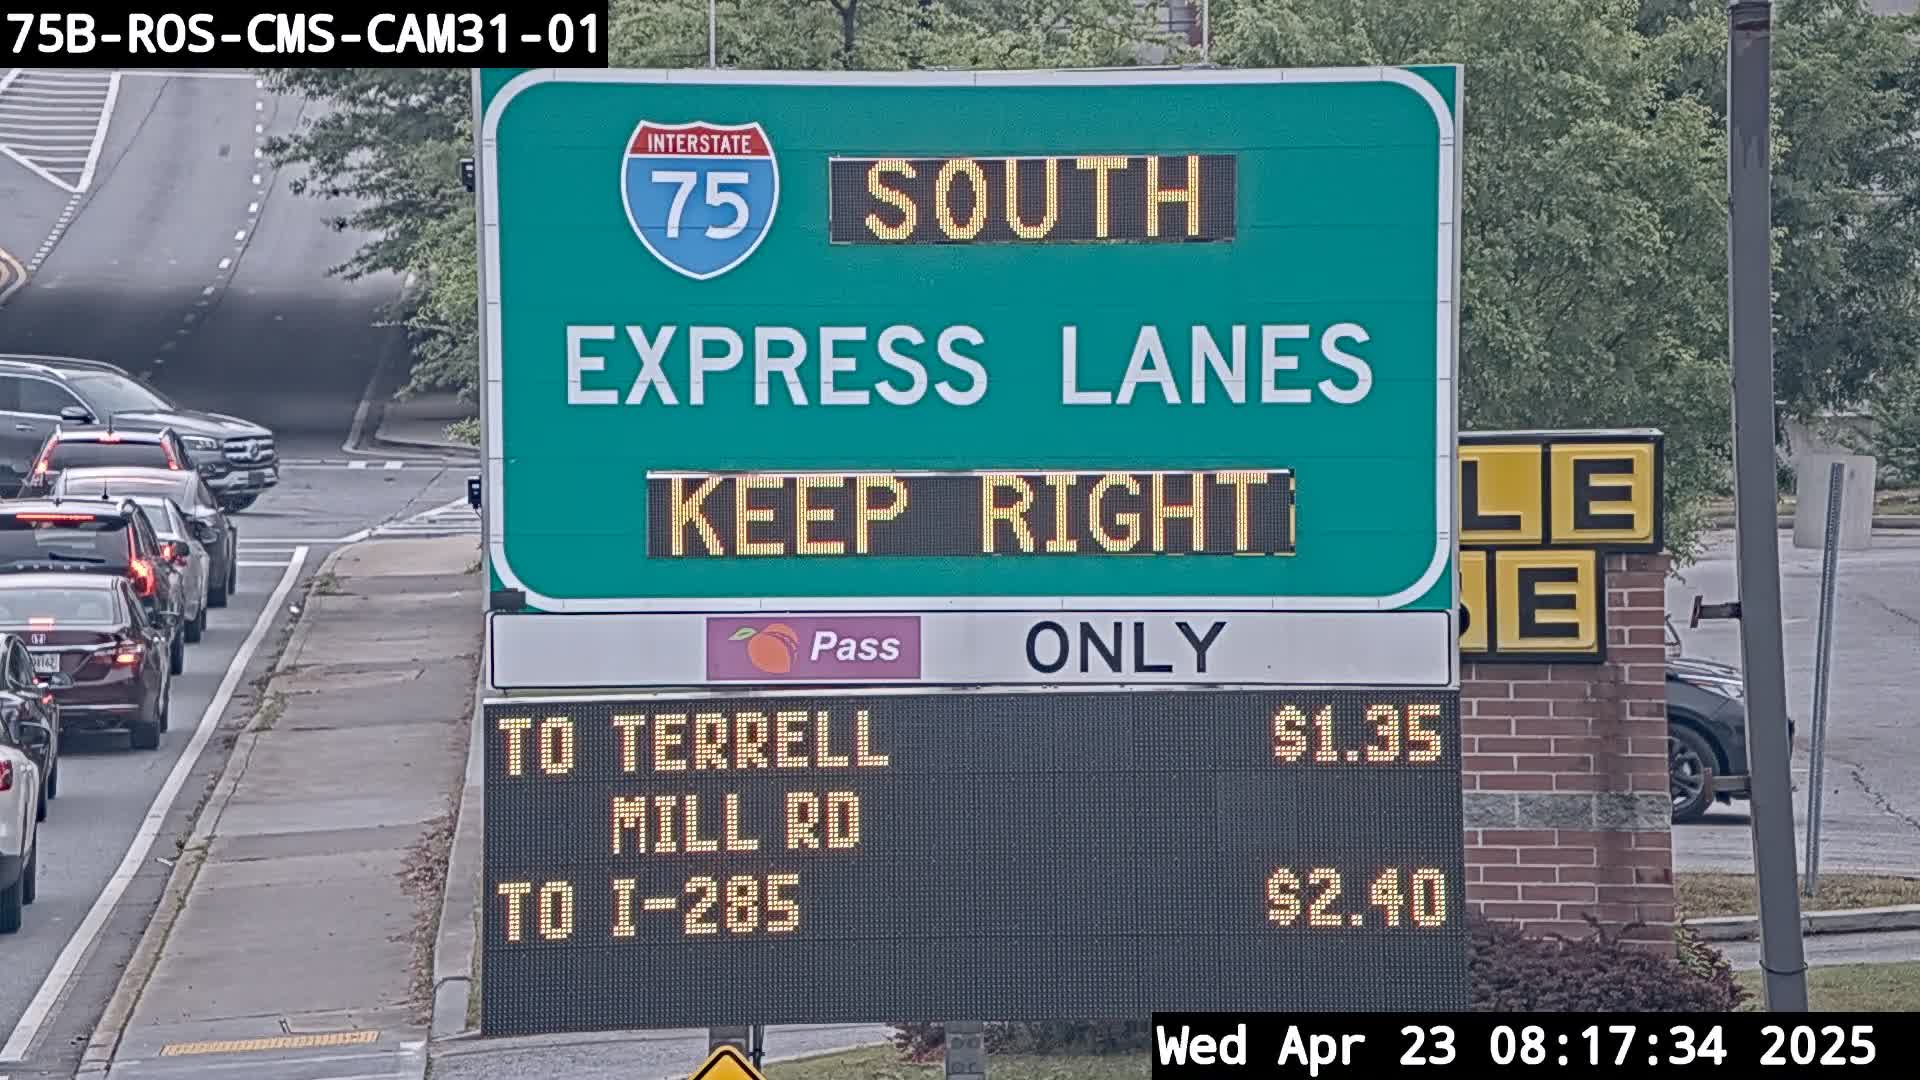 75B-ROS-CMS-CAM31-01
INTERSTATE
75
SOUTH
EXPRESS LANES
KEEP RIGHT
Pass ONLY
TO TERRELL $1.35
MILL RD
TO I-285 $2.40
LE
E
Wed Apr 23 08:17:34 2025